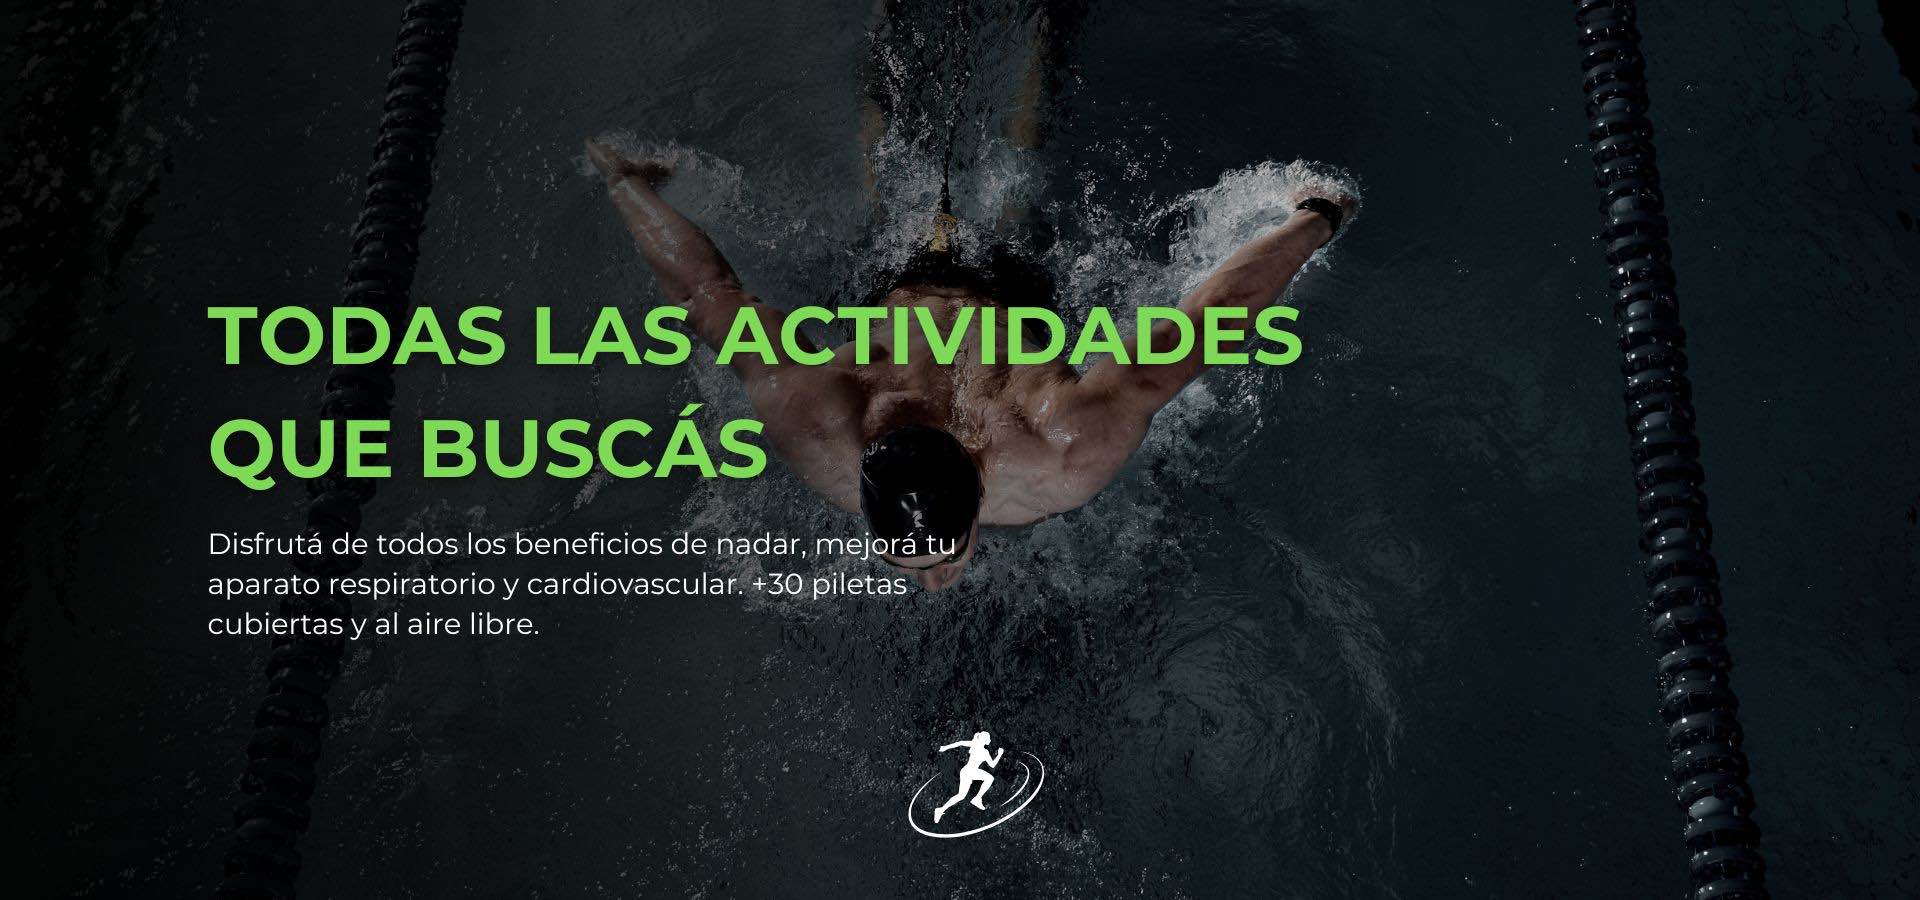 TODAS LAS ACTIVIDADES
QUE BUSCÁS
Disfrutá de todos los beneficios de nadar, mejorá tu
aparato respiratorio y cardiovascular. +30 piletas
cubiertas y al aire libre.